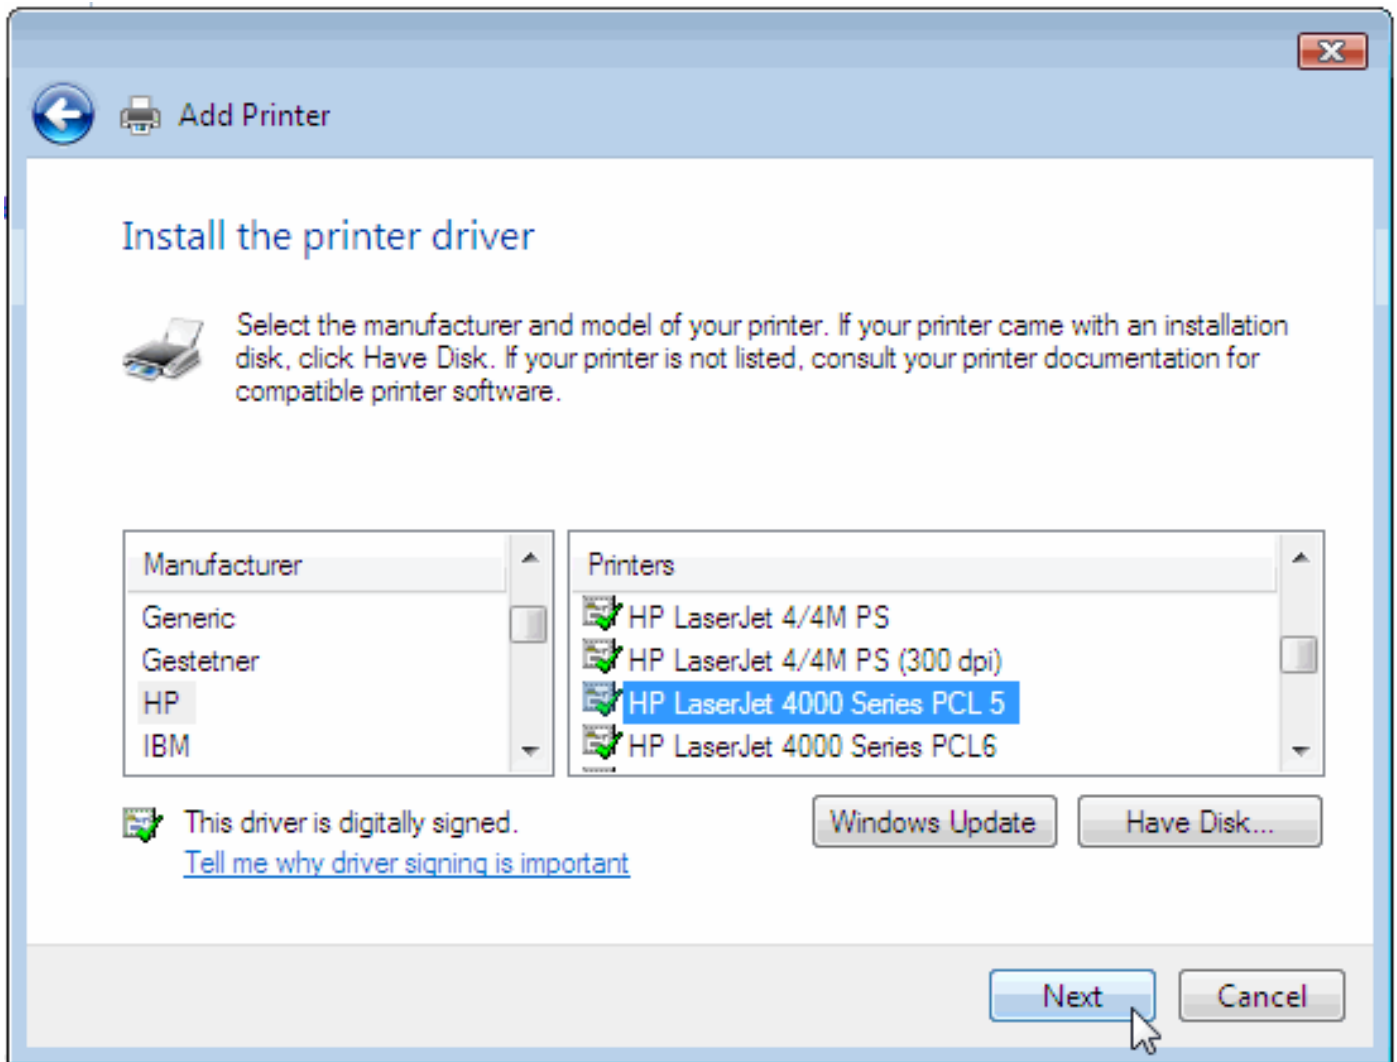 Add Printer
Install the printer driver
Select the manufacturer and model of your printer. If your printer came with an installation
disk, click Have Disk. If your printer is not listed, consult your printer documentation for
compatible printer software.
Manufacturer
Generic
Gestetner
HP
IBM
Printers
HP LaserJet 4/4M PS
HP LaserJet 4/4M PS (300 dpi)
HP LaserJet 4000 Series PCL 5
HP LaserJet 4000 Series PCL6
This driver is digitally signed.
Tell me why driver signing is important
Windows Update
Have Disk...
Next
Cancel